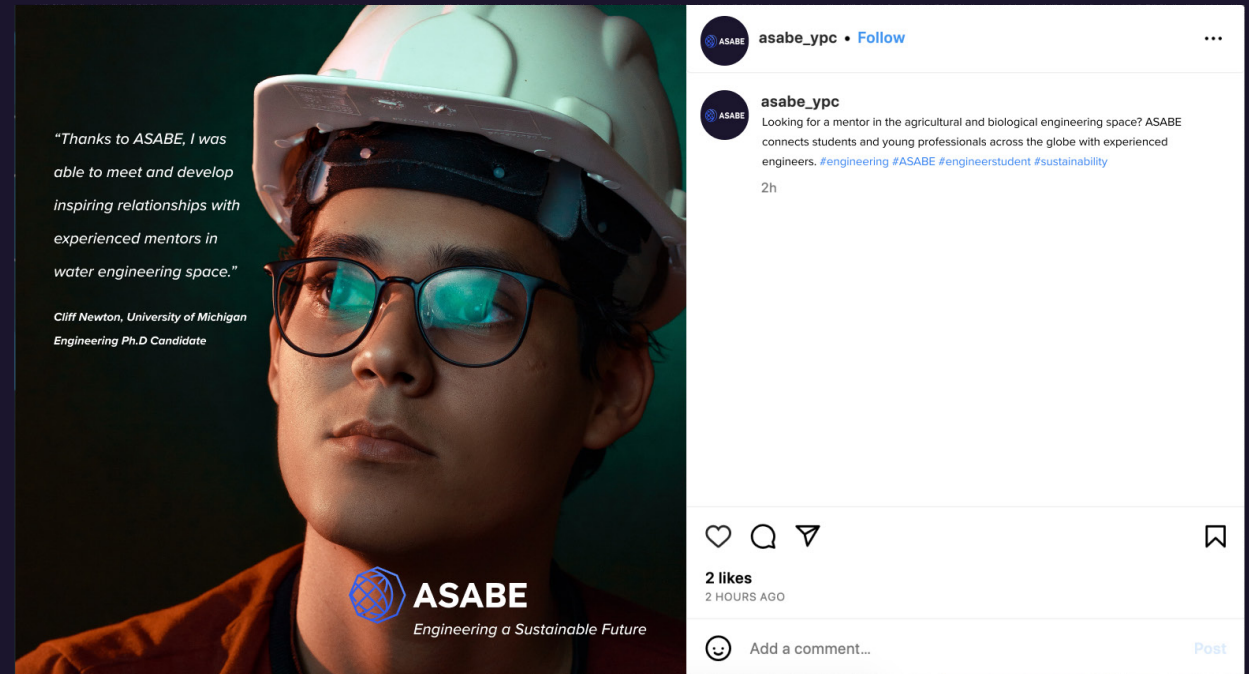 “Thanks to ASABE, I was
able to meet and develop
inspiring relationships with
experienced mentors in
water engineering space.”
Cliff Newton, University of Michigan
Engineering Ph.D Candidate
ASABE
Engineering a Sustainable Future
ASABE
asabe_ypc • Follow
ASABE
asabe_ypc
Looking for a mentor in the agricultural and biological engineering space? ASABE
connects students and young professionals across the globe with experienced
engineers. #engineering #ASABE #engineerstudent #sustainability
2h
2 likes
2 HOURS AGO
Add a comment...
Post